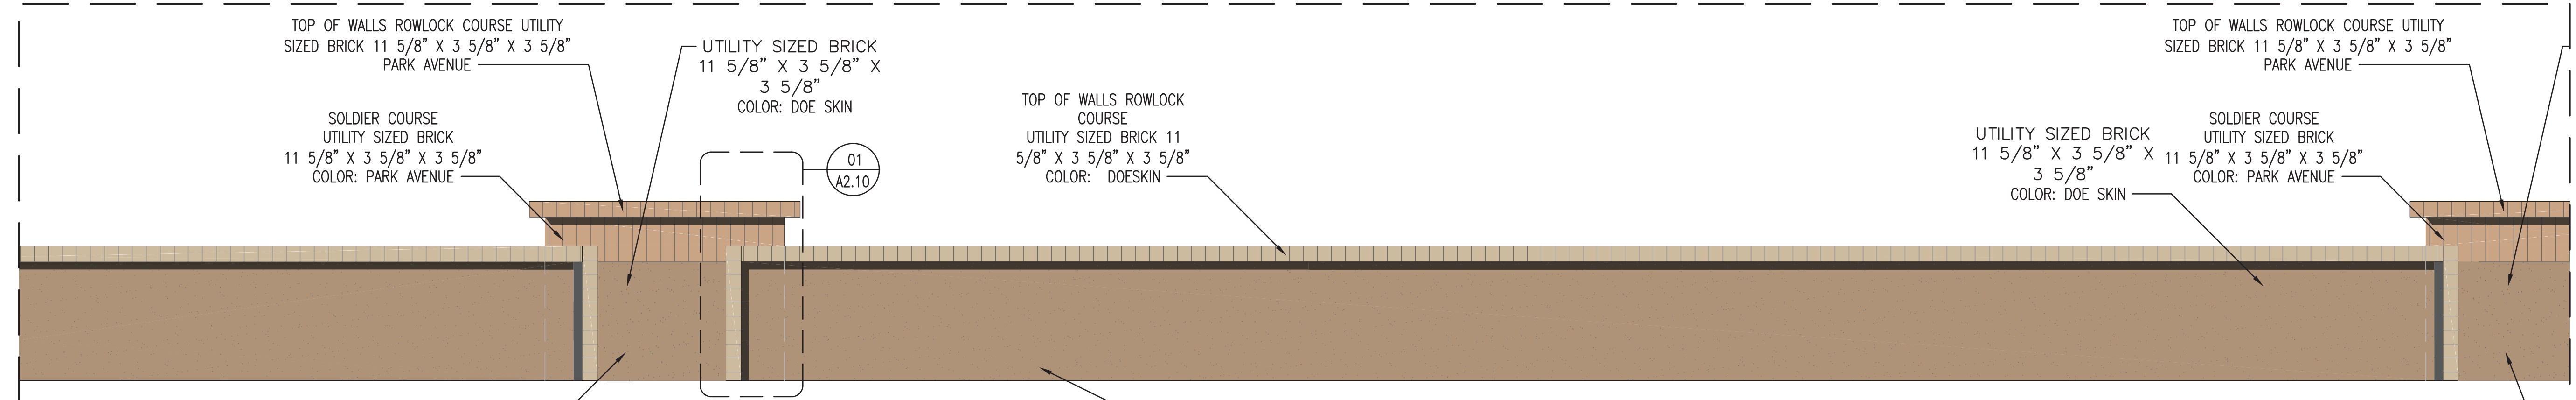 TOP OF WALLS ROWLOCK COURSE UTILITY
SIZED BRICK 11 5/8" X 3 5/8" X 3 5/8"
PARK AVENUE
UTILITY SIZED BRICK
11 5/8" X 3 5/8" X
3 5/8"
COLOR: DOE SKIN
SOLDIER COURSE
UTILITY SIZED BRICK
11 5/8" X 3 5/8" X 3 5/8"
COLOR: PARK AVENUE
01
A2.10
TOP OF WALLS ROWLOCK
COURSE
UTILITY SIZED BRICK 11
5/8" X 3 5/8" X 3 5/8"
COLOR: DOESKIN
TOP OF WALLS ROWLOCK COURSE UTILITY
SIZED BRICK 11 5/8" X 3 5/8" X 3 5/8"
PARK AVENUE
UTILITY SIZED BRICK
11 5/8" X 3 5/8" X
3 5/8"
COLOR: DOE SKIN
SOLDIER COURSE
UTILITY SIZED BRICK
11 5/8" X 3 5/8" X 3 5/8"
COLOR: PARK AVENUE